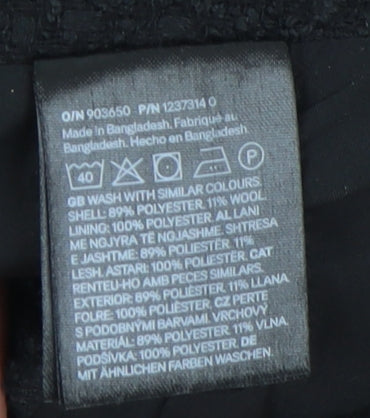 O/N 903650 P/N 1237314 0
Made in Bangladesh. Fabriqué au
Bangladesh. Hecho en Bangladesh.
40 P
GB WASH WITH SIMILAR COLOURS.
SHELL: 89% POLYESTER. 11% WOOL.
LINING: 100% POLYESTER. AL LANI
ME NGJYRA TË NGJASHME. SHTRESA
E JASHTME: 89% POLIESTËR. 11%
LESH. ASTARI: 100% POLIESTËR. CAT
RENTEU-HO AMB PECES SIMILARS.
EXTERIOR: 89% POLIÈSTER. 11% LLANA
FOLRE: 100% POLIÈSTER. CZ PERTE
S PODOBNÝMI BARVAMI. VRCHOVÝ
MATERIÁL: 89% POLYESTER. 11% VLNA.
PODŠÍVKA: 100% POLYESTER. DE
MIT ÄHNLICHEN FARBEN WASCHEN.